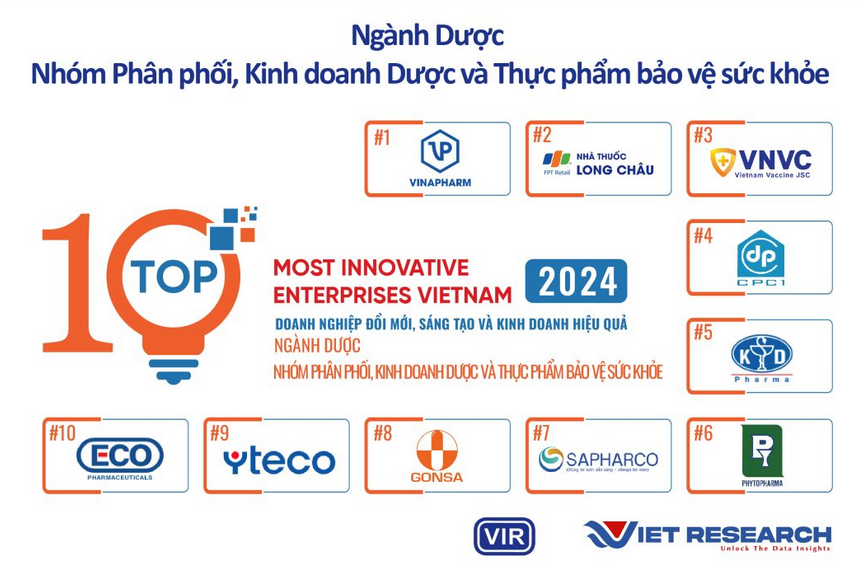 Ngành Dược
Nhóm Phân phối, Kinh doanh Dược và Thực phẩm bảo vệ sức khỏe
#1
VP
VINAPHARM
#2
FPT Retail
NHÀ THUỐC
LONG CHÂU
#3
VNVC
Vietnam Vaccine JSC
10
TOP
MOST INNOVATIVE
ENTERPRISES VIETNAM
2024
DOANH NGHIỆP ĐỔI MỚI, SÁNG TẠO VÀ KINH DOANH HIỆU QUẢ
NGÀNH DƯỢC
NHÓM PHÂN PHỐI, KINH DOANH DƯỢC VÀ THỰC PHẨM BẢO VỆ SỨC KHỎE
#4
dp
CPC1
#5
KYD
Pharma
#10
ECO
PHARMACEUTICALS
#9
yteco
#8
GONSA
#7
SAPHARCO
#6
PY
PHYTOPHARMA
VIR
VIET RESEARCH
Unlock The Data Insights